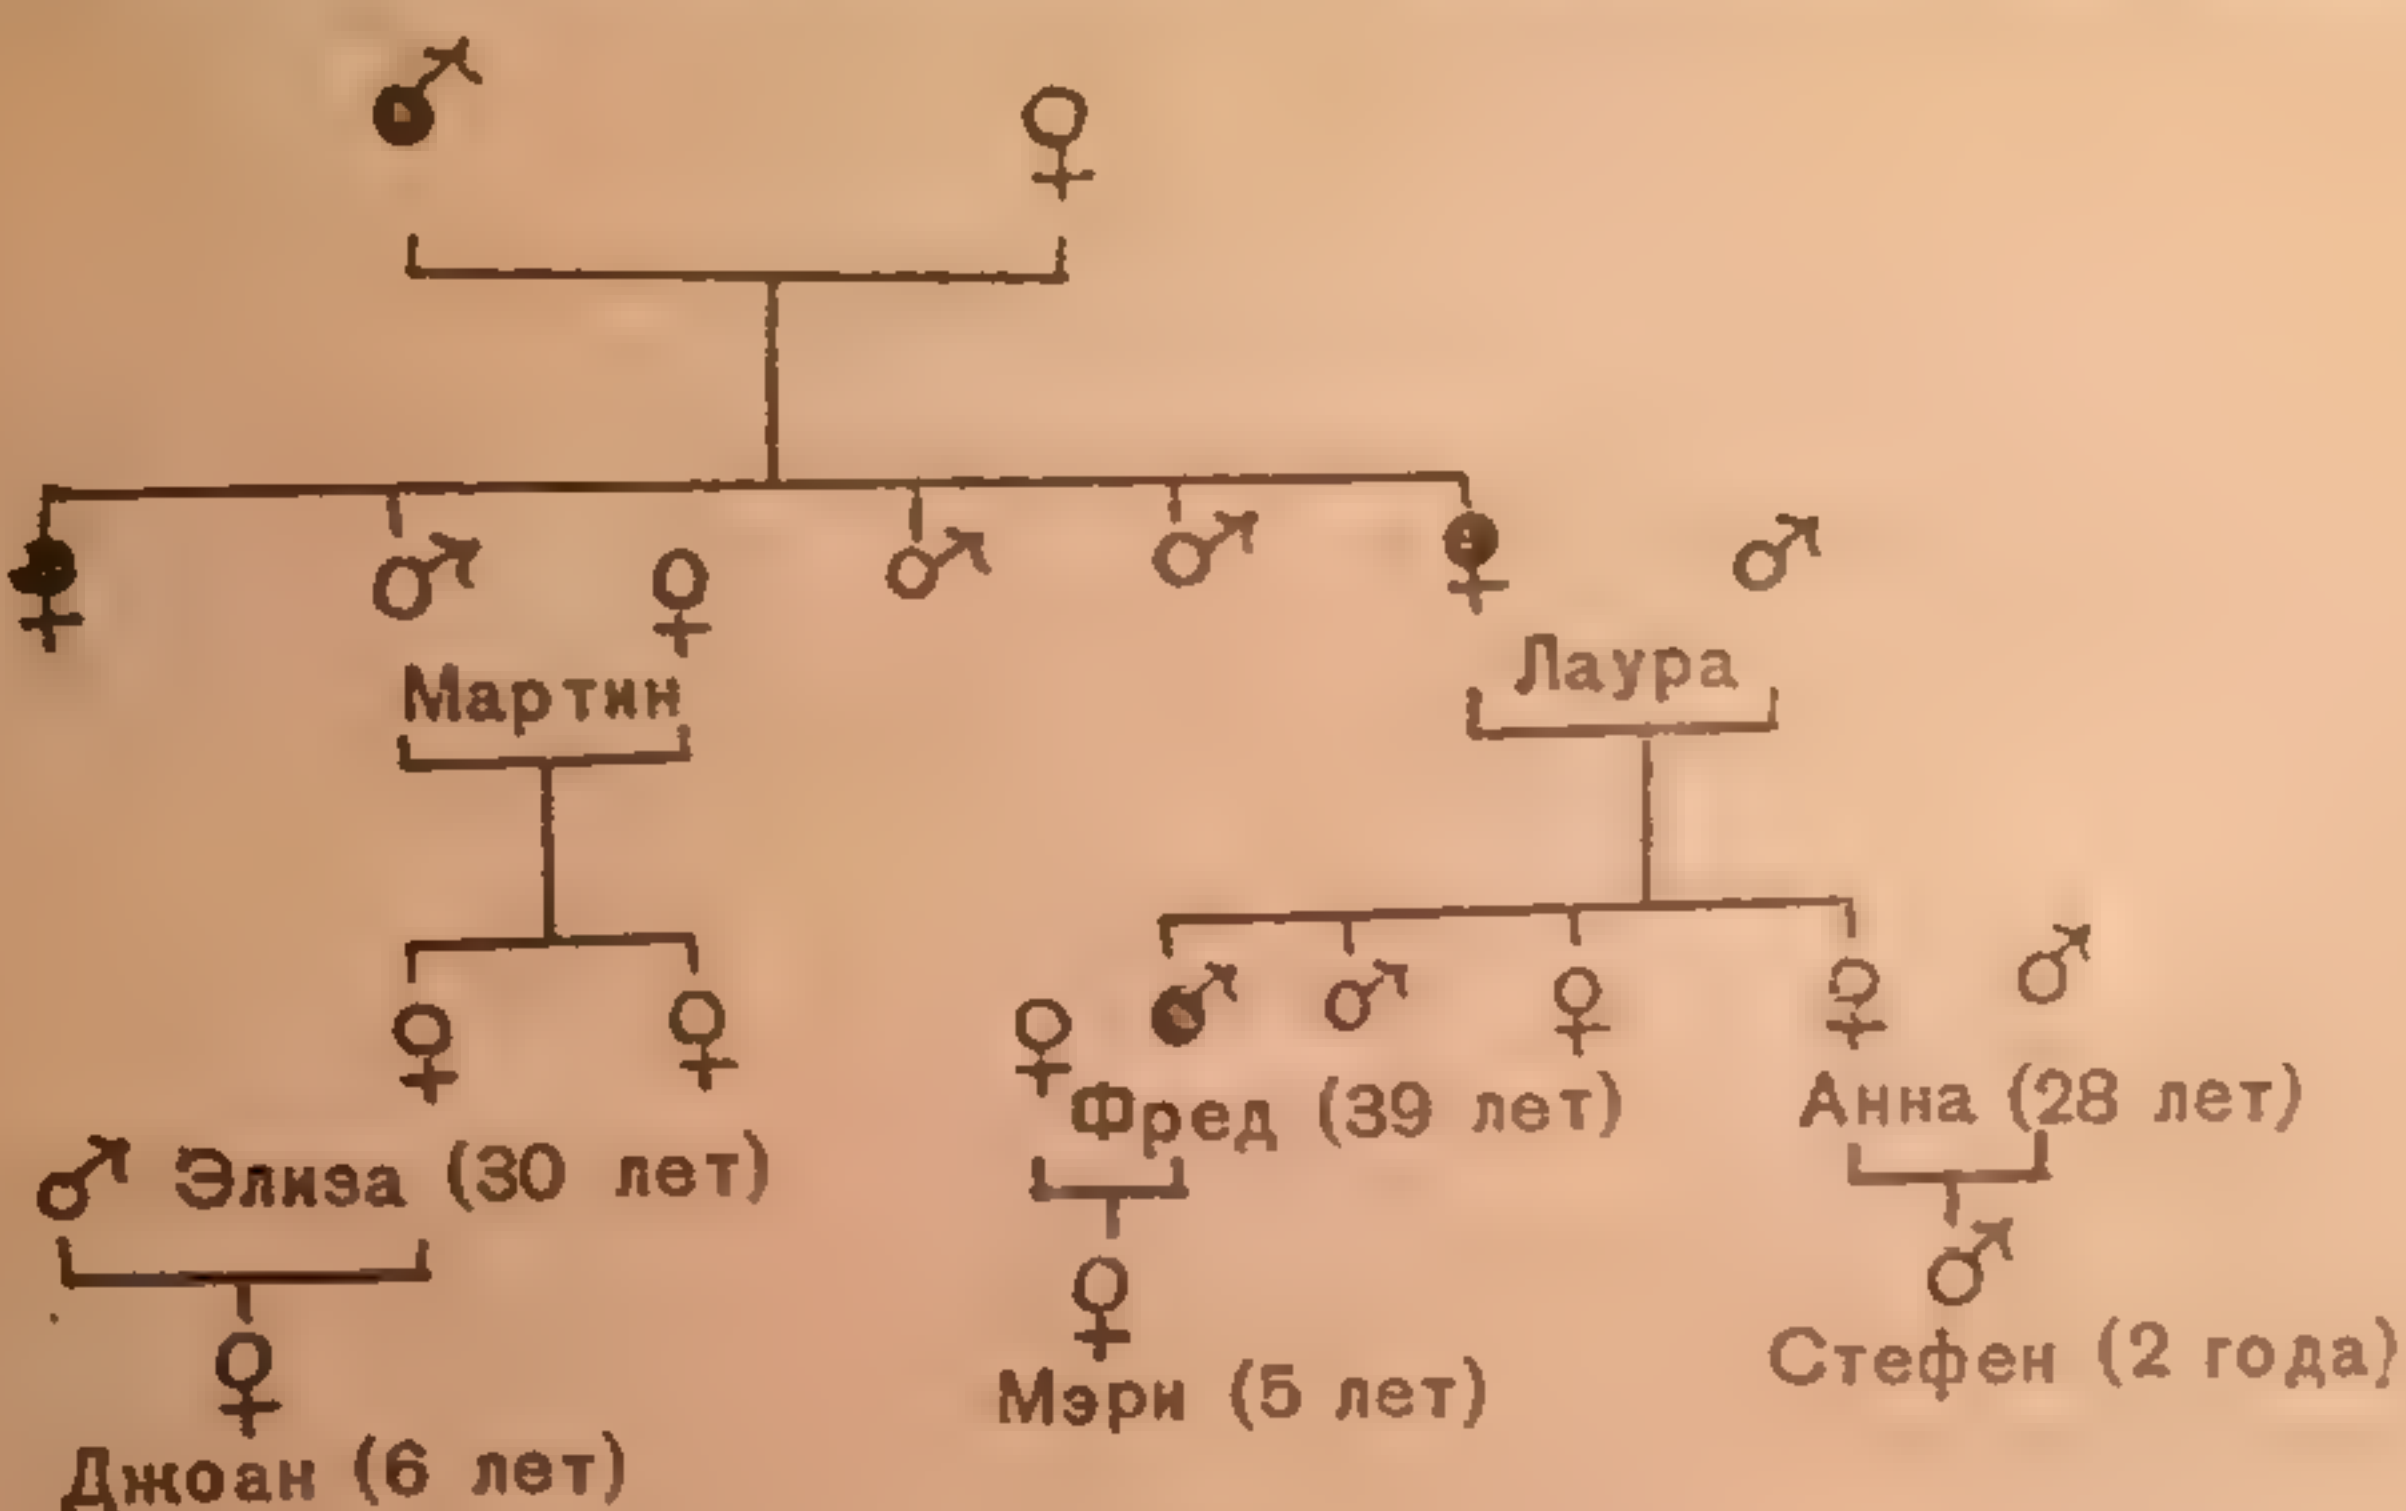 Мартин
Лаура
Фред (39 лет)
Анна (28 лет)
Элиза (30 лет)
Мэри (5 лет)
Стефен (2 года)
Джоан (6 лет)